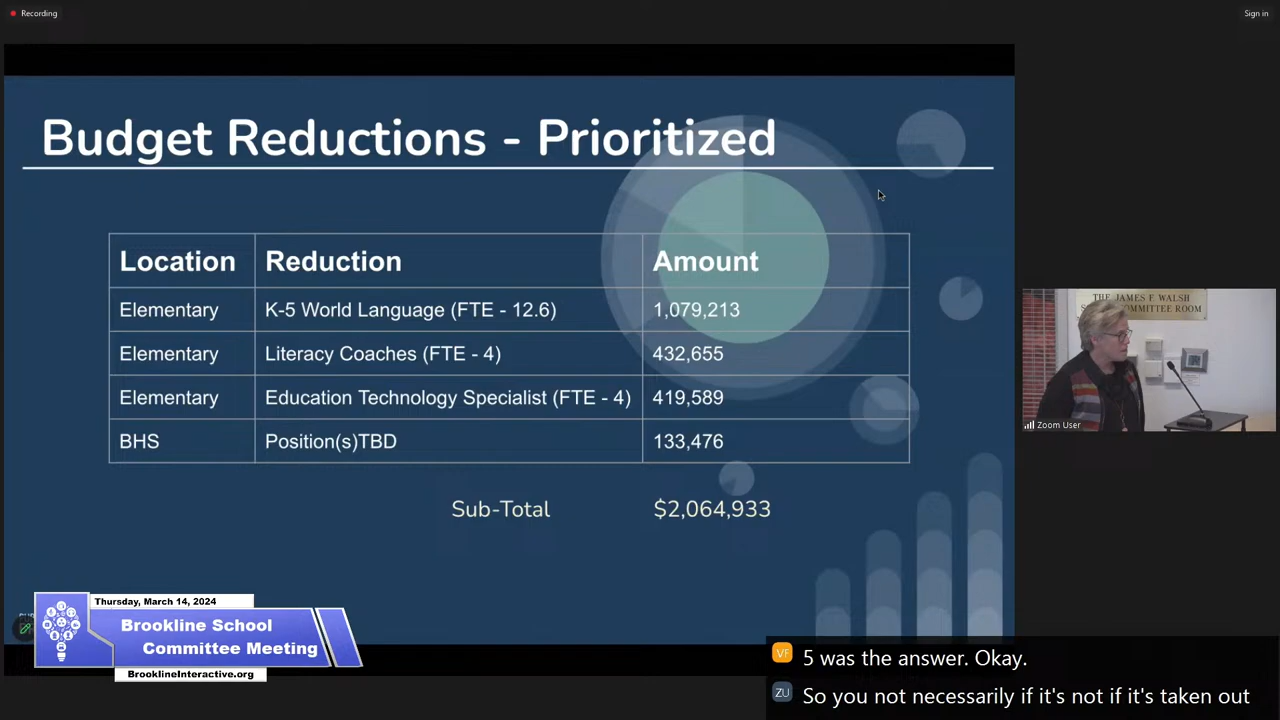 Recording
Sign in
Budget Reductions - Prioritized
Location Reduction Amount
Elementary K-5 World Language (FTE - 12.6) 1,079,213
Elementary Literacy Coaches (FTE - 4) 432,655
Elementary Education Technology Specialist (FTE - 4) 419,589
BHS Position(s)TBD 133,476
Sub-Total $2,064,933
THE JAMES F. WALSH
COMMITTEE ROOM
Zoom User
Thursday, March 14, 2024
Brookline School
Committee Meeting
BrooklineInteractive.org
VF 5 was the answer. Okay.
ZU So you not necessarily if it's not if it's taken out